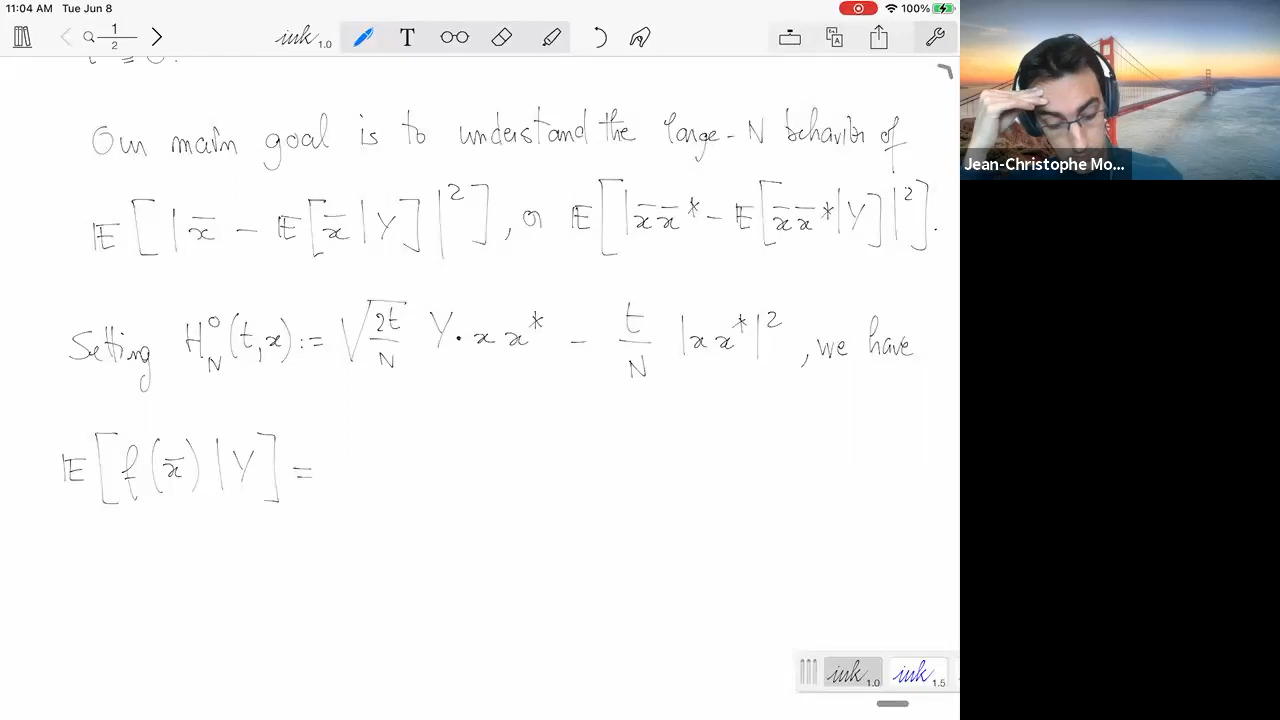 11:04 AM Tue Jun 8
100%
1
2
ink 1.0
T
Our main goal is to understand the large-N behavior of
𝔼[|x̄ − 𝔼[x̄|Y]|²], or 𝔼[|x̄x̄* − 𝔼[x̄x̄*|Y]|²].
Setting H_N^0(t,x) := √(2t/N) Y·xx* − t/N |xx*|², we have
𝔼[f(x̄)|Y] =
ink 1.0
ink 1.5
Jean-Christophe Mo...